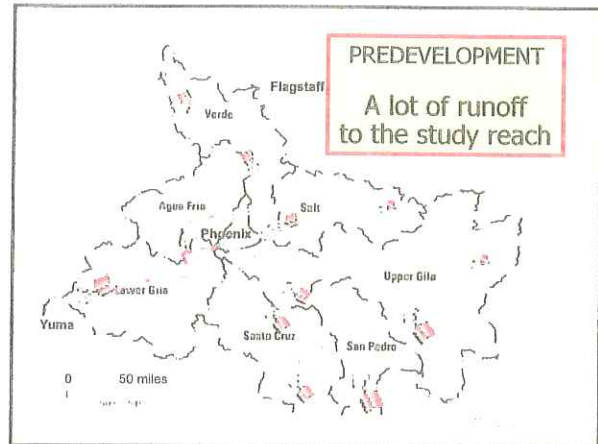 PREDEVELOPMENT
A lot of runoff
to the study reach
Flagstaff
Verde
Agua Fria
Salt
Phoenix
Upper Gila
Lower Gila
Yuma
Santa Cruz
San Pedro
0 50 miles